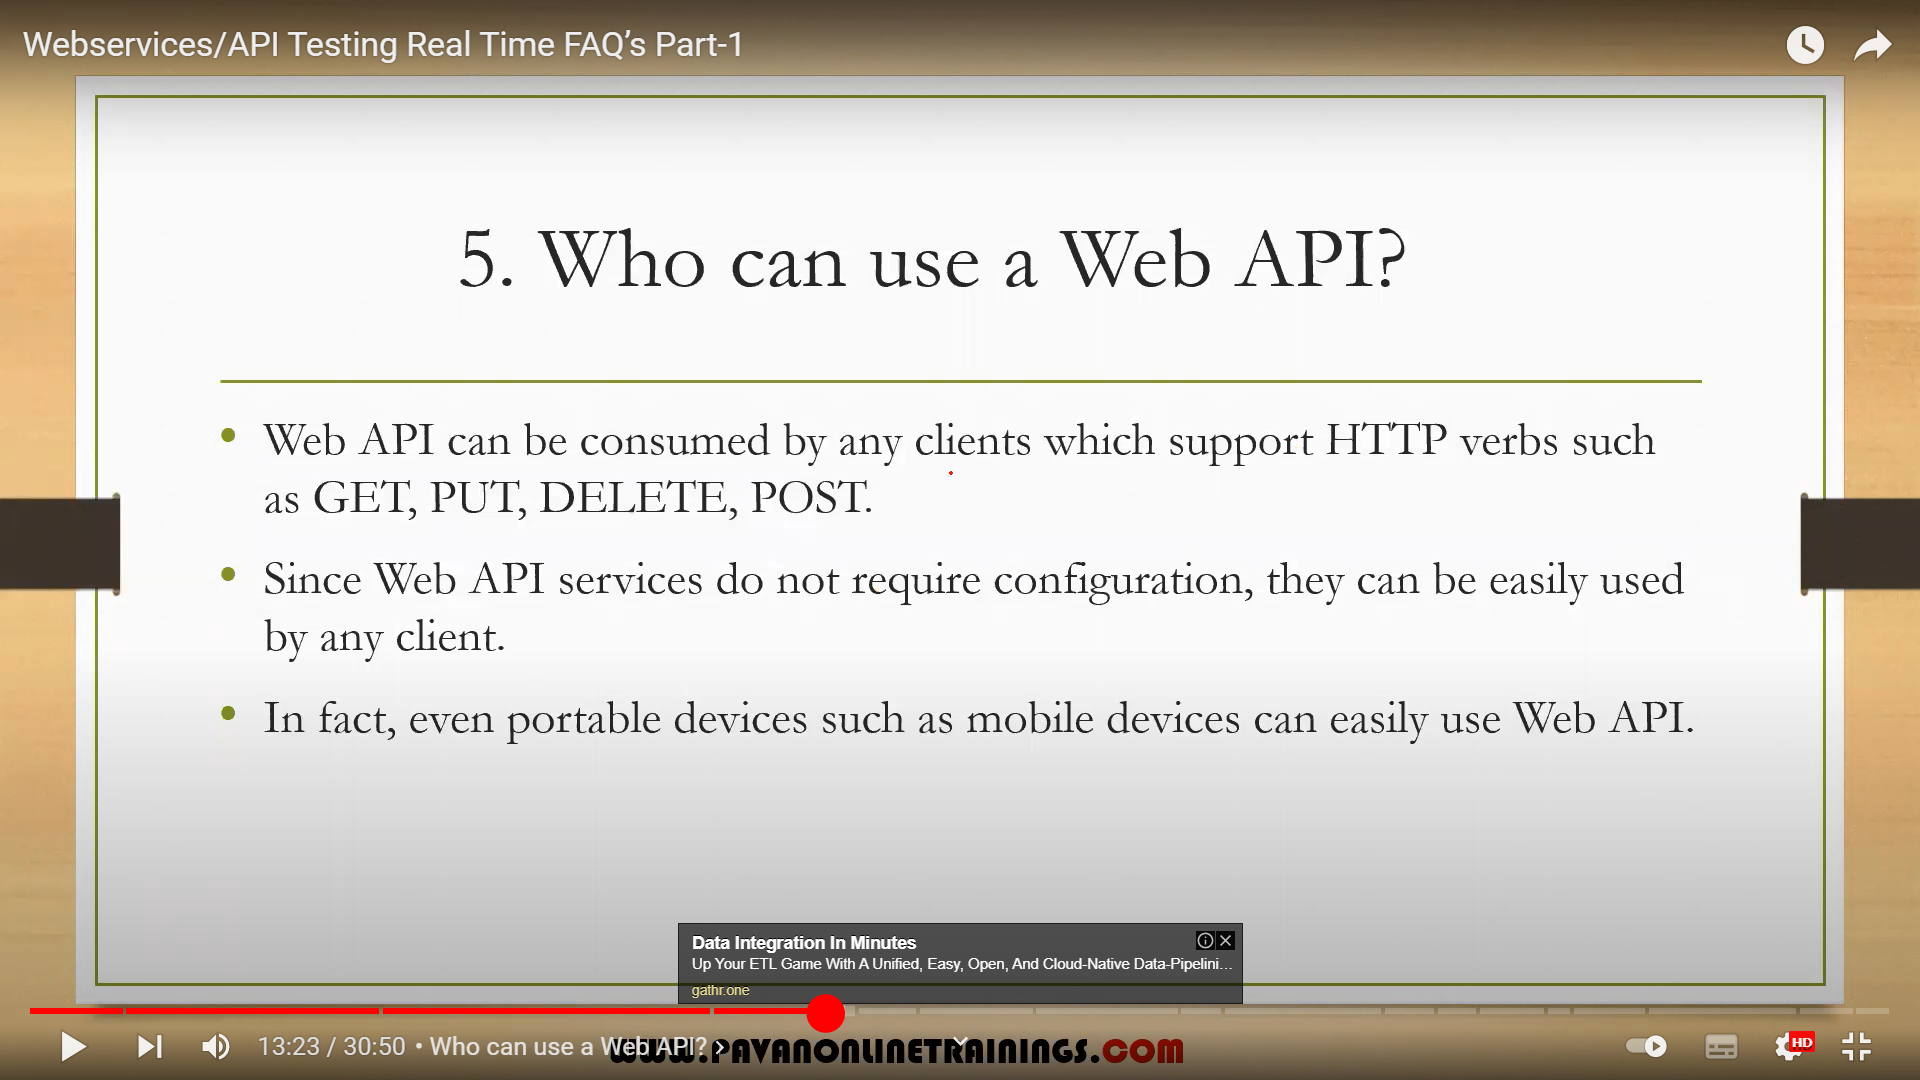 Webservices/API Testing Real Time FAQ’s Part-1
5. Who can use a Web API?
• Web API can be consumed by any clients which support HTTP verbs such
as GET, PUT, DELETE, POST.
• Since Web API services do not require configuration, they can be easily used
by any client.
• In fact, even portable devices such as mobile devices can easily use Web API.
Data Integration In Minutes
Up Your ETL Game With A Unified, Easy, Open, And Cloud-Native Data-Pipelini...
gathr.one
13:23 / 30:50 • Who can use a Web API? >
www.PAVANONLINETRAININGS.COM
HD